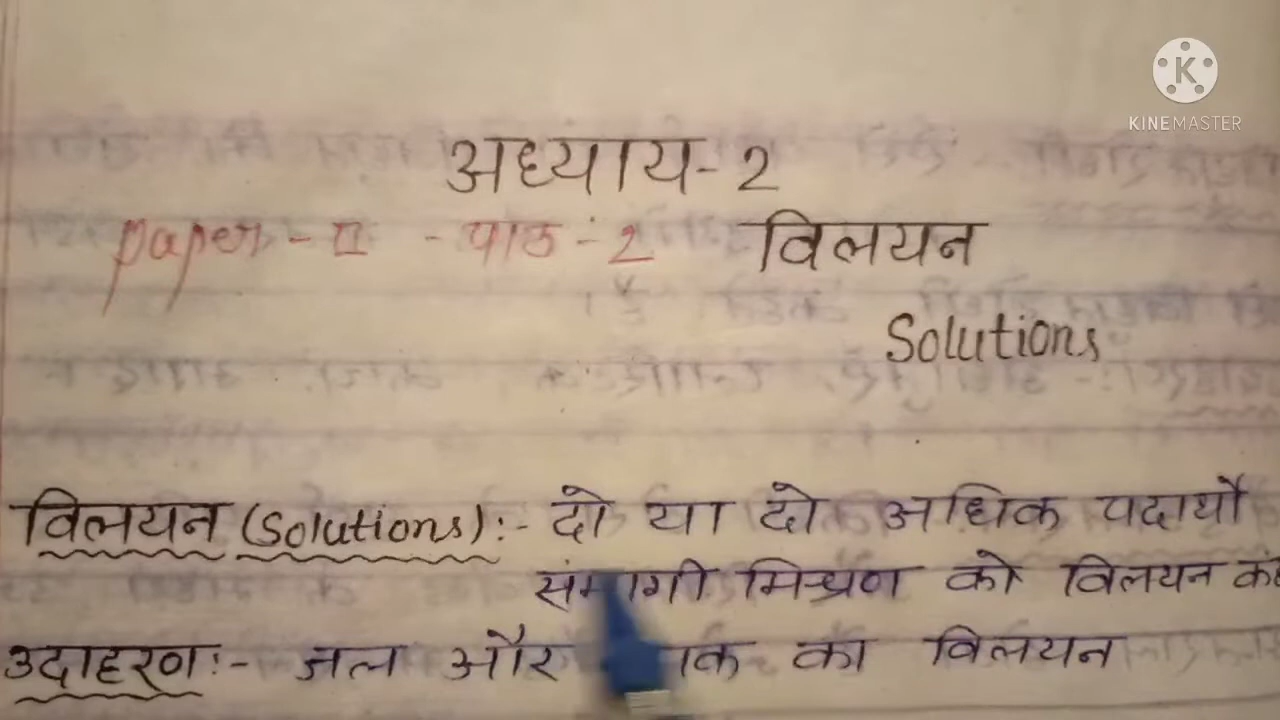 KINEMASTER
अध्याय-2
paper-II - पाठ-2 विलयन
Solutions
विलयन (Solutions):- दो या दो अधिक पदार्थों
मिश्रण को विलयन
उदाहरण:- जल और का विलयन